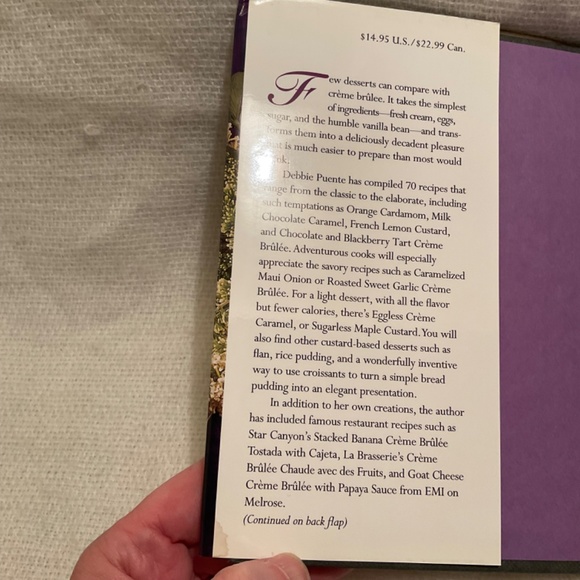 $14.95 U.S./$22.99 Can.
Few desserts can compare with
crème brûlee. It takes the simplest
of ingredients—fresh cream, eggs,
sugar, and the humble vanilla bean—and trans-
forms them into a deliciously decadent pleasure
that is much easier to prepare than most would
think.
Debbie Puente has compiled 70 recipes that
range from the classic to the elaborate, including
such temptations as Orange Cardamom, Milk
Chocolate Caramel, French Lemon Custard,
and Chocolate and Blackberry Tart Crème
Brûlée. Adventurous cooks will especially
appreciate the savory recipes such as Caramelized
Maui Onion or Roasted Sweet Garlic Crème
Brûlée. For a light dessert, with all the flavor
but fewer calories, there's Eggless Crème
Caramel, or Sugarless Maple Custard. You will
also find other custard-based desserts such as
flan, rice pudding, and a wonderfully inventive
way to use croissants to turn a simple bread
pudding into an elegant presentation.
In addition to her own creations, the author
has included famous restaurant recipes such as
Star Canyon's Stacked Banana Crème Brûlée
Tostada with Cajeta, La Brasserie's Crème
Brûlée Chaude avec des Fruits, and Goat Cheese
Crème Brûlée with Papaya Sauce from EMI on
Melrose.
(Continued on back flap)